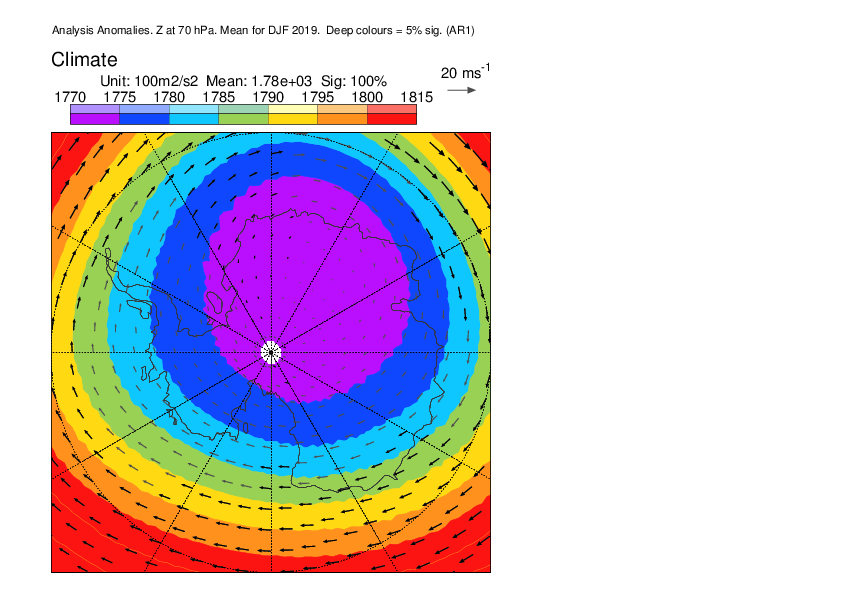 Analysis Anomalies. Z at 70 hPa. Mean for DJF 2019.  Deep colours = 5% sig. (AR1)
Climate
20 ms-1
Unit: 100m2/s2  Mean: 1.78e+03  Sig: 100%
1770 1775 1780 1785 1790 1795 1800 1815